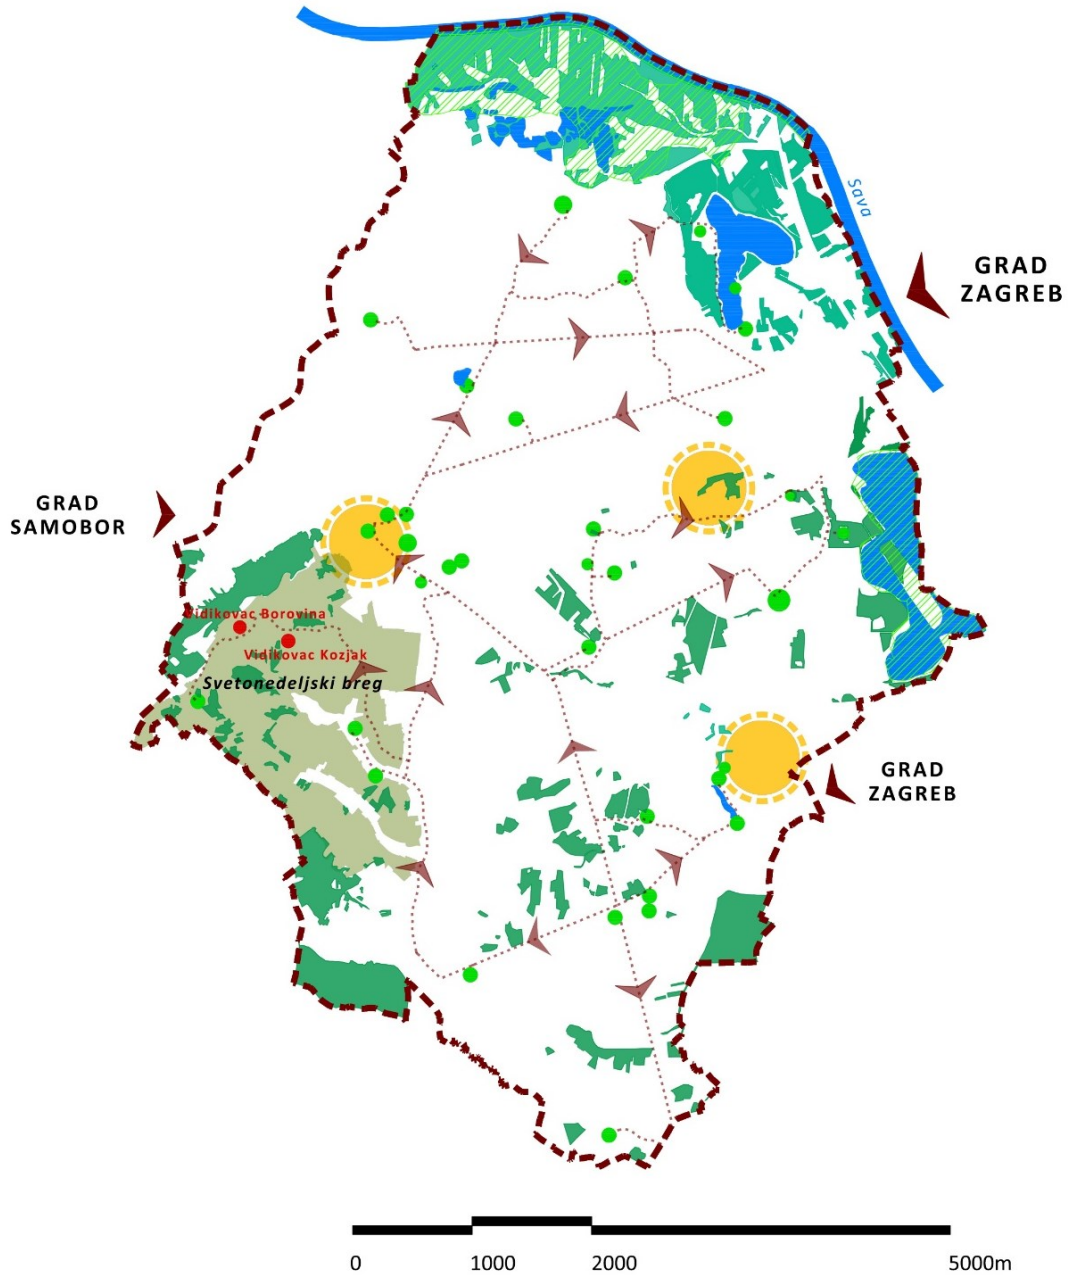 Sava
GRAD
ZAGREB
GRAD
SAMOBOR
Vidikovac Borovina
Vidikovac Kozjak
Svetonedeljski breg
GRAD
ZAGREB
0 1000 2000 5000m